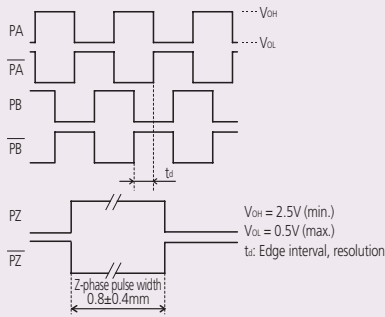 PA
VOH
VOL
PA
PB
PB
td
PZ
PZ
Z-phase pulse width
0.8±0.4mm
VOH = 2.5V (min.)
VOL = 0.5V (max.)
td: Edge interval, resolution